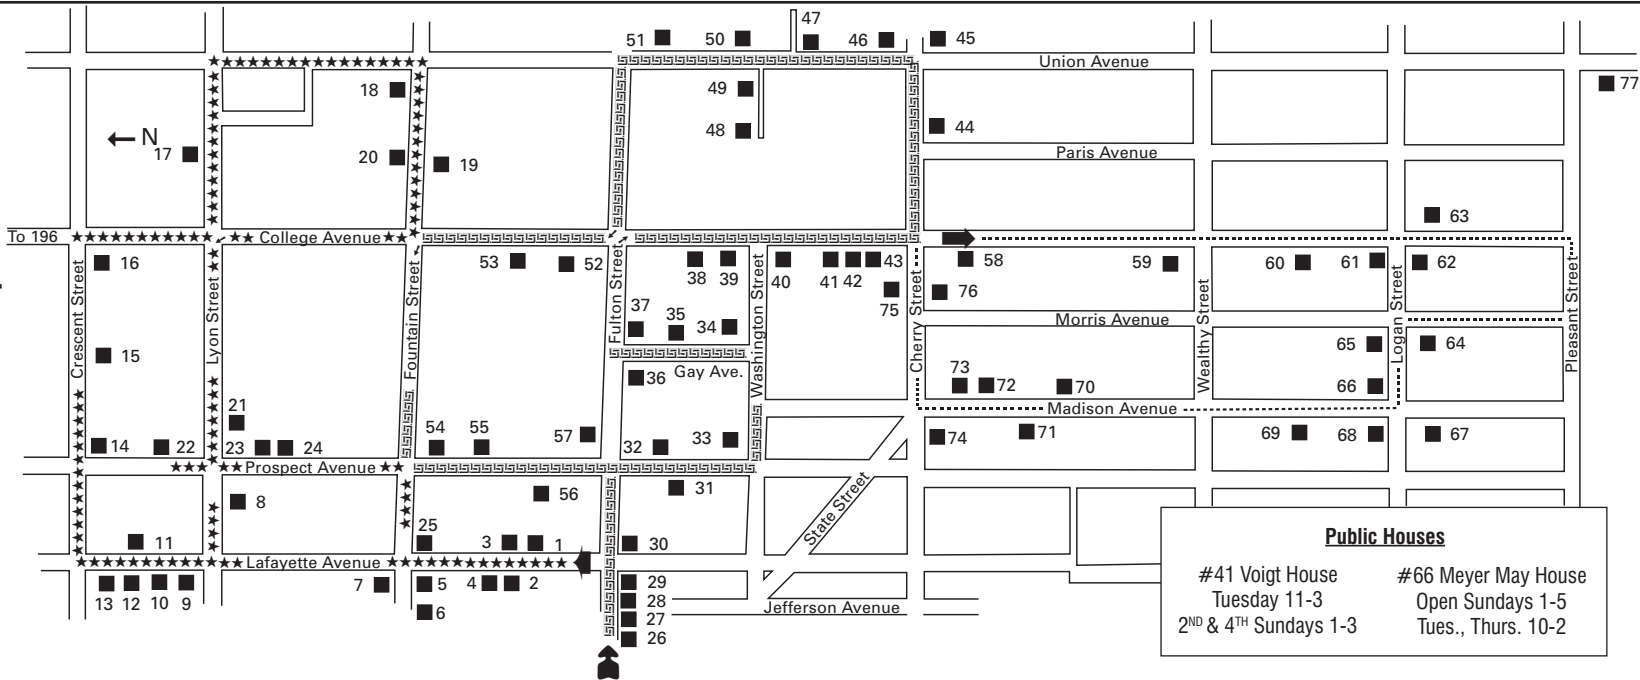 47
51
50
46
45
Union Avenue
18
49
77
48
44
N
17
20
19
Paris Avenue
63
To 196
College Avenue
16
53
52
38
39
40
41
42
43
58
59
60
61
62
76
75
37
35
34
Morris Avenue
Crescent Street
Lyon Street
Fountain Street
Fulton Street
Washington Street
Cherry Street
Wealthy Street
Logan Street
Pleasant Street
15
65
64
36
Gay Ave.
73
72
70
66
Madison Avenue
21
14
22
23
24
54
55
57
32
33
74
71
69
68
67
Prospect Avenue
8
56
31
State Street
25
11
3
1
30
Lafayette Avenue
13
12
10
9
7
5
4
2
6
29
28
27
26
Jefferson Avenue
Public Houses
#41 Voigt House
Tuesday 11-3
2ND & 4TH Sundays 1-3
#66 Meyer May House
Open Sundays 1-5
Tues., Thurs. 10-2